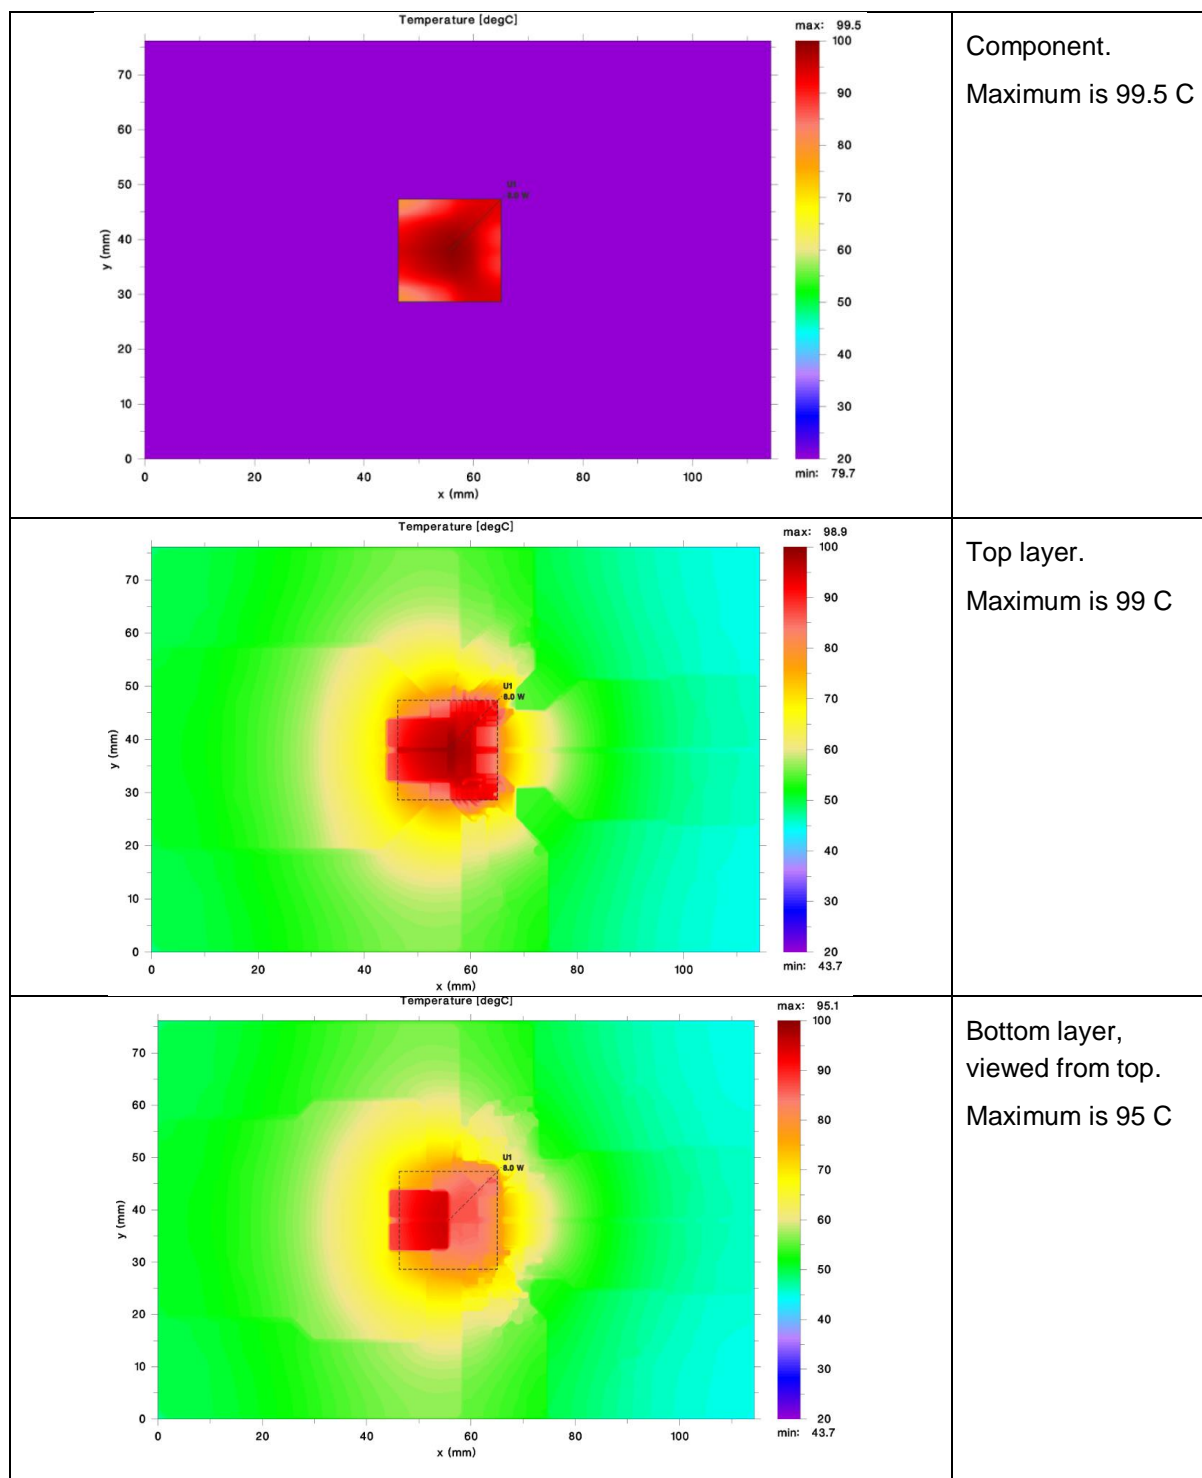 Temperature [degC]
max: 99.5
100
90
80
70
60
50
40
30
20
min: 79.7
70
60
50
40
30
20
10
0
y (mm)
U1
8.0 W
0
20
40
60
80
100
x (mm)
Component.
Maximum is 99.5 C
Temperature [degC]
max: 98.9
100
90
80
70
60
50
40
30
20
min: 43.7
70
60
50
40
30
20
10
0
y (mm)
U1
8.0 W
0
20
40
60
80
100
x (mm)
Top layer.
Maximum is 99 C
Temperature [degC]
max: 95.1
100
90
80
70
60
50
40
30
20
min: 43.7
70
60
50
40
30
20
10
0
y (mm)
U1
8.0 W
0
20
40
60
80
100
x (mm)
Bottom layer,
viewed from top.
Maximum is 95 C